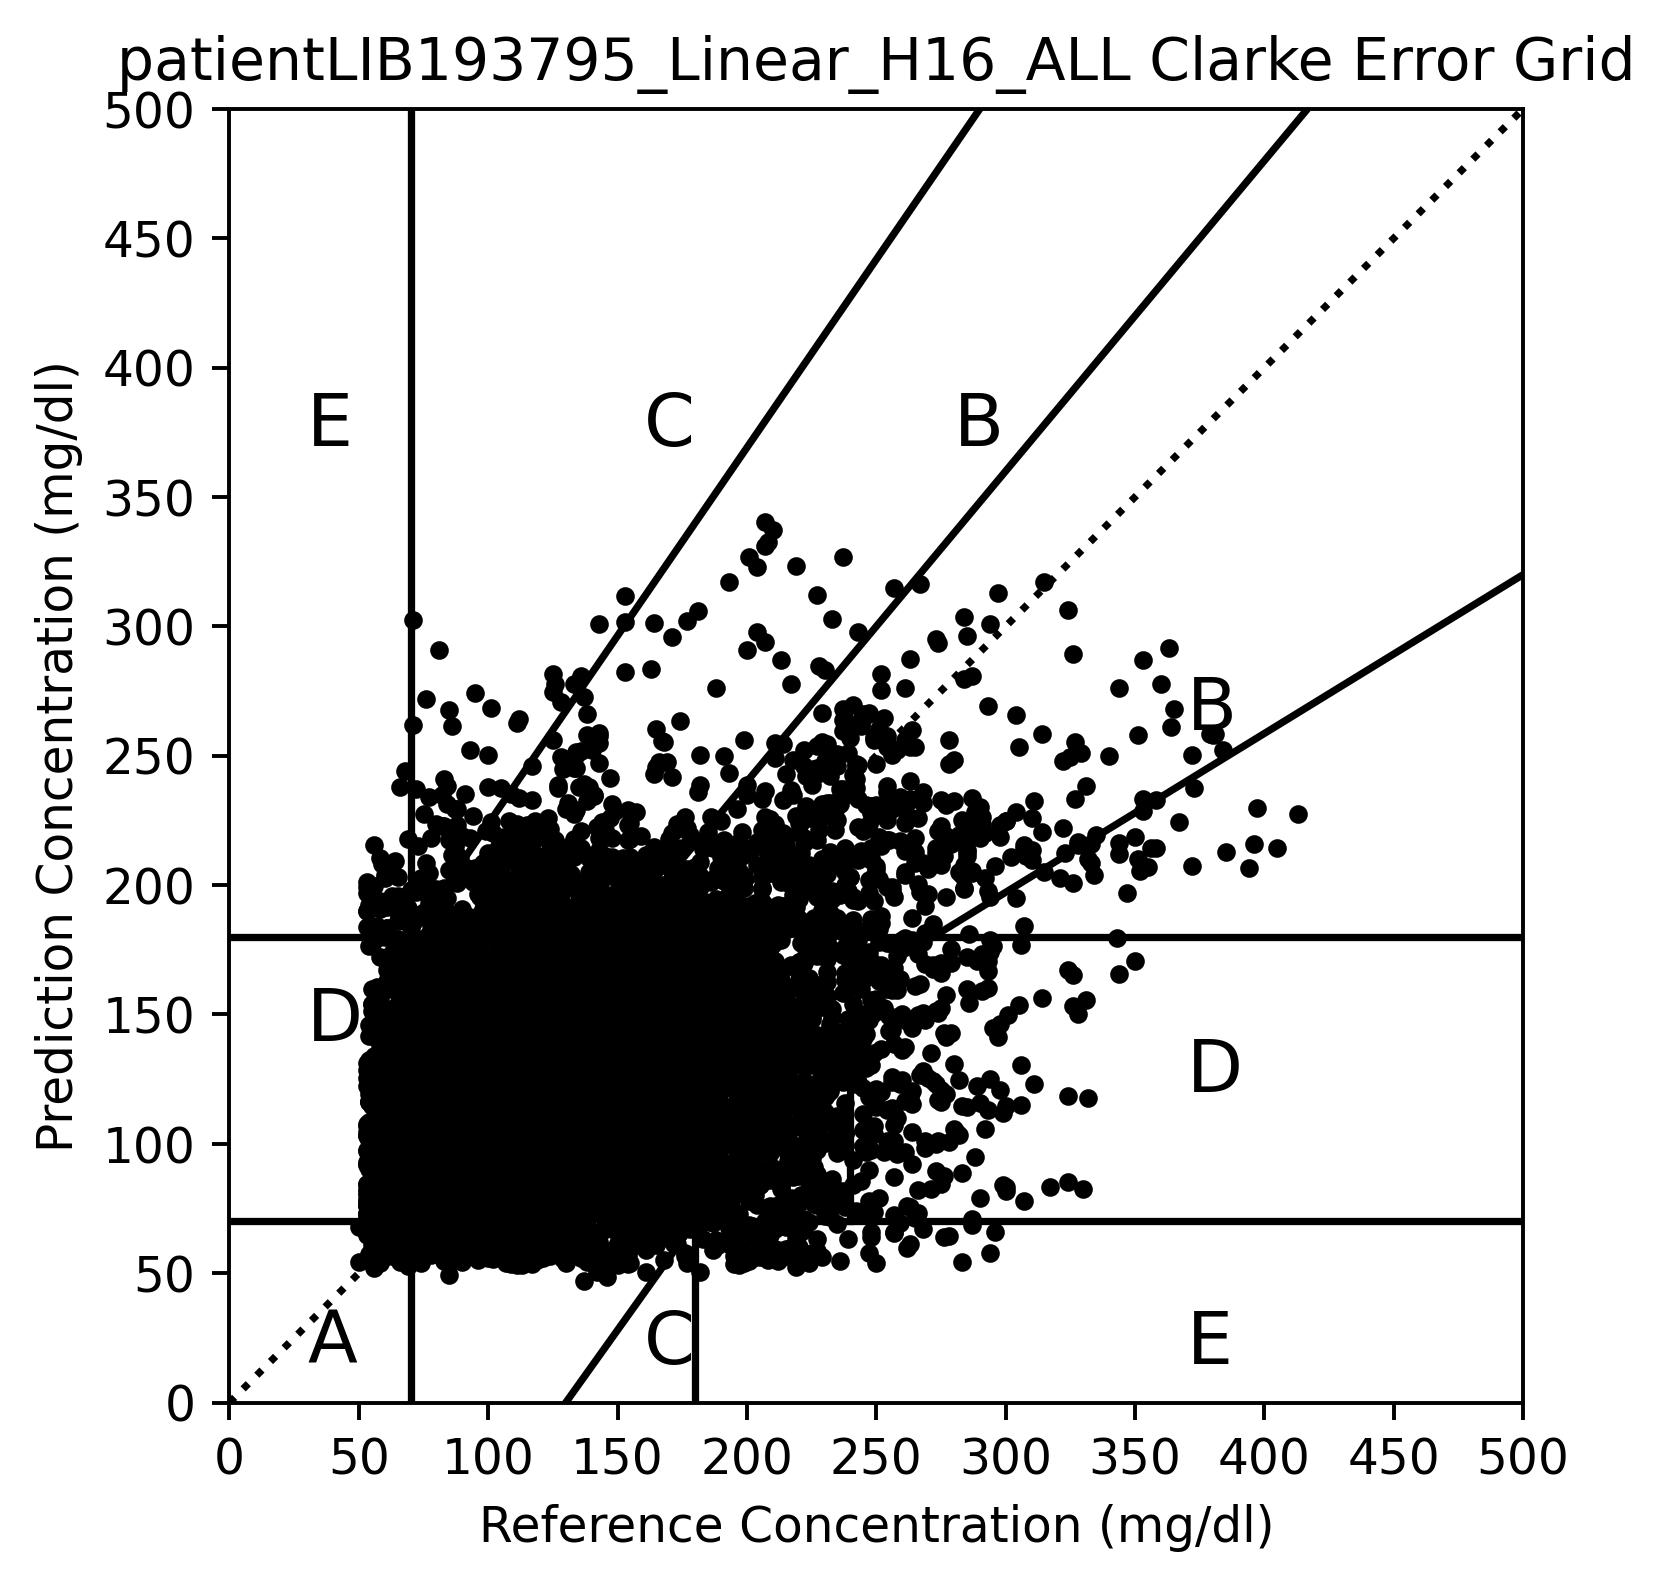 patientLIB193795_Linear_H16_ALL Clarke Error Grid
500
450
400
350
300
250
200
150
100
50
0
Prediction Concentration (mg/dl)
E
C
B
B
D
D
A
C
E
0 50 100 150 200 250 300 350 400 450 500
Reference Concentration (mg/dl)